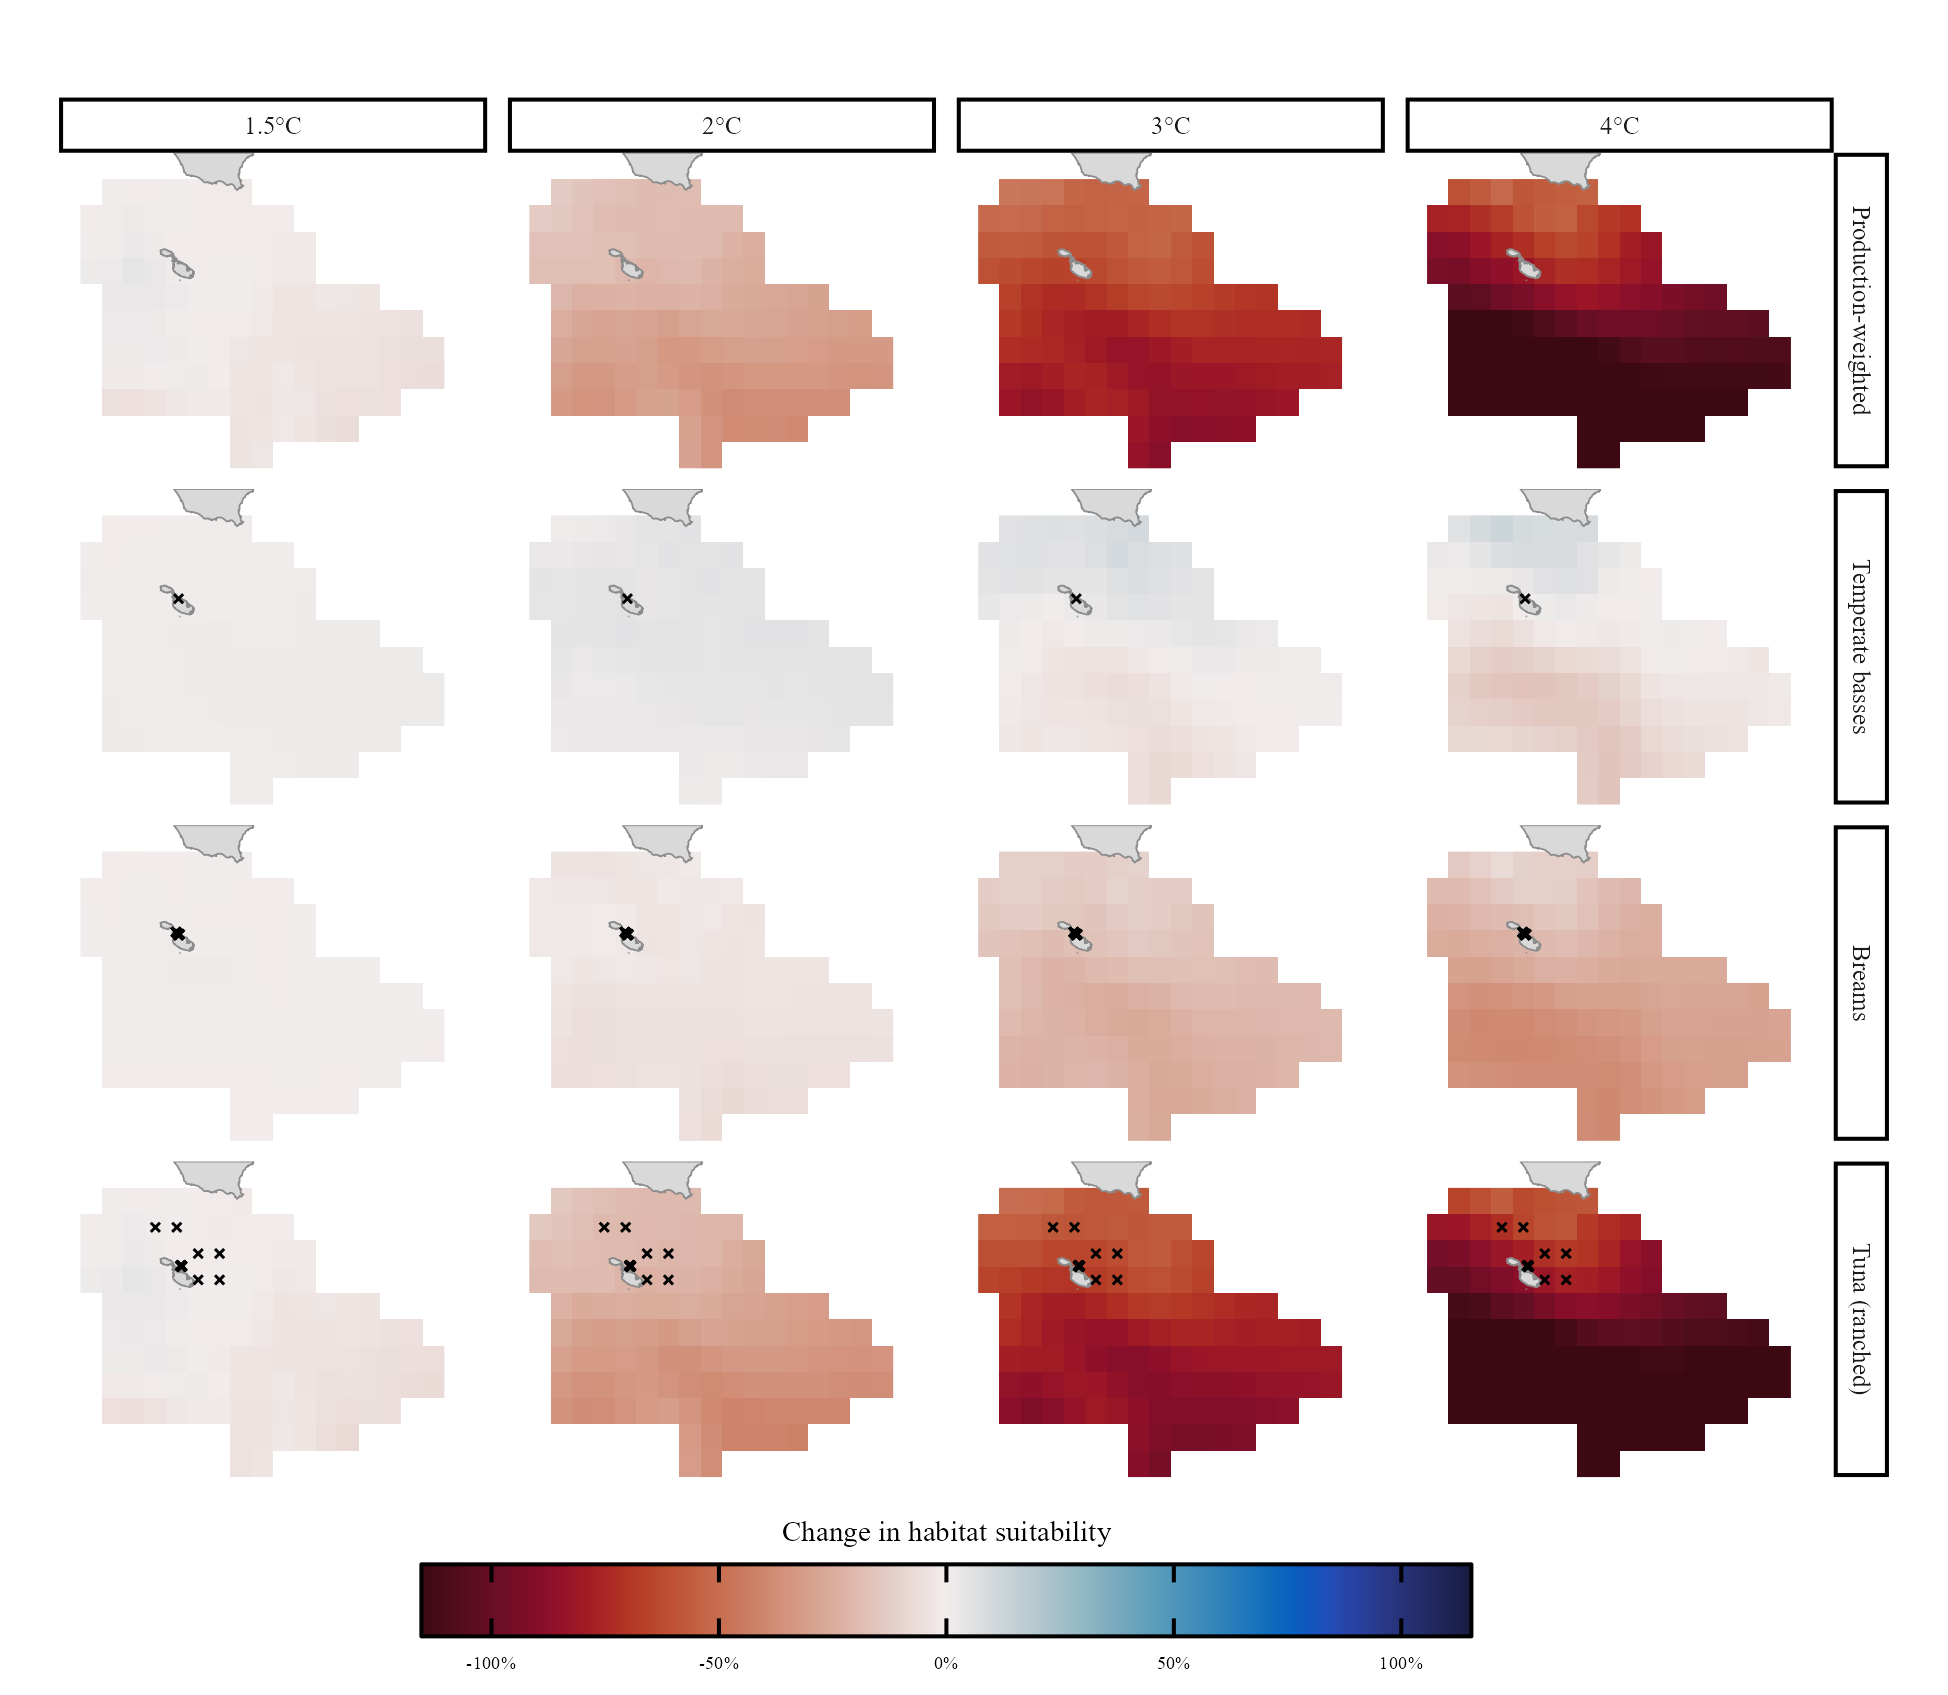 1.5°C
2°C
3°C
4°C
Production-weighted
Temperate basses
Breams
Tuna (ranched)
Change in habitat suitability
-100%
-50%
0%
50%
100%